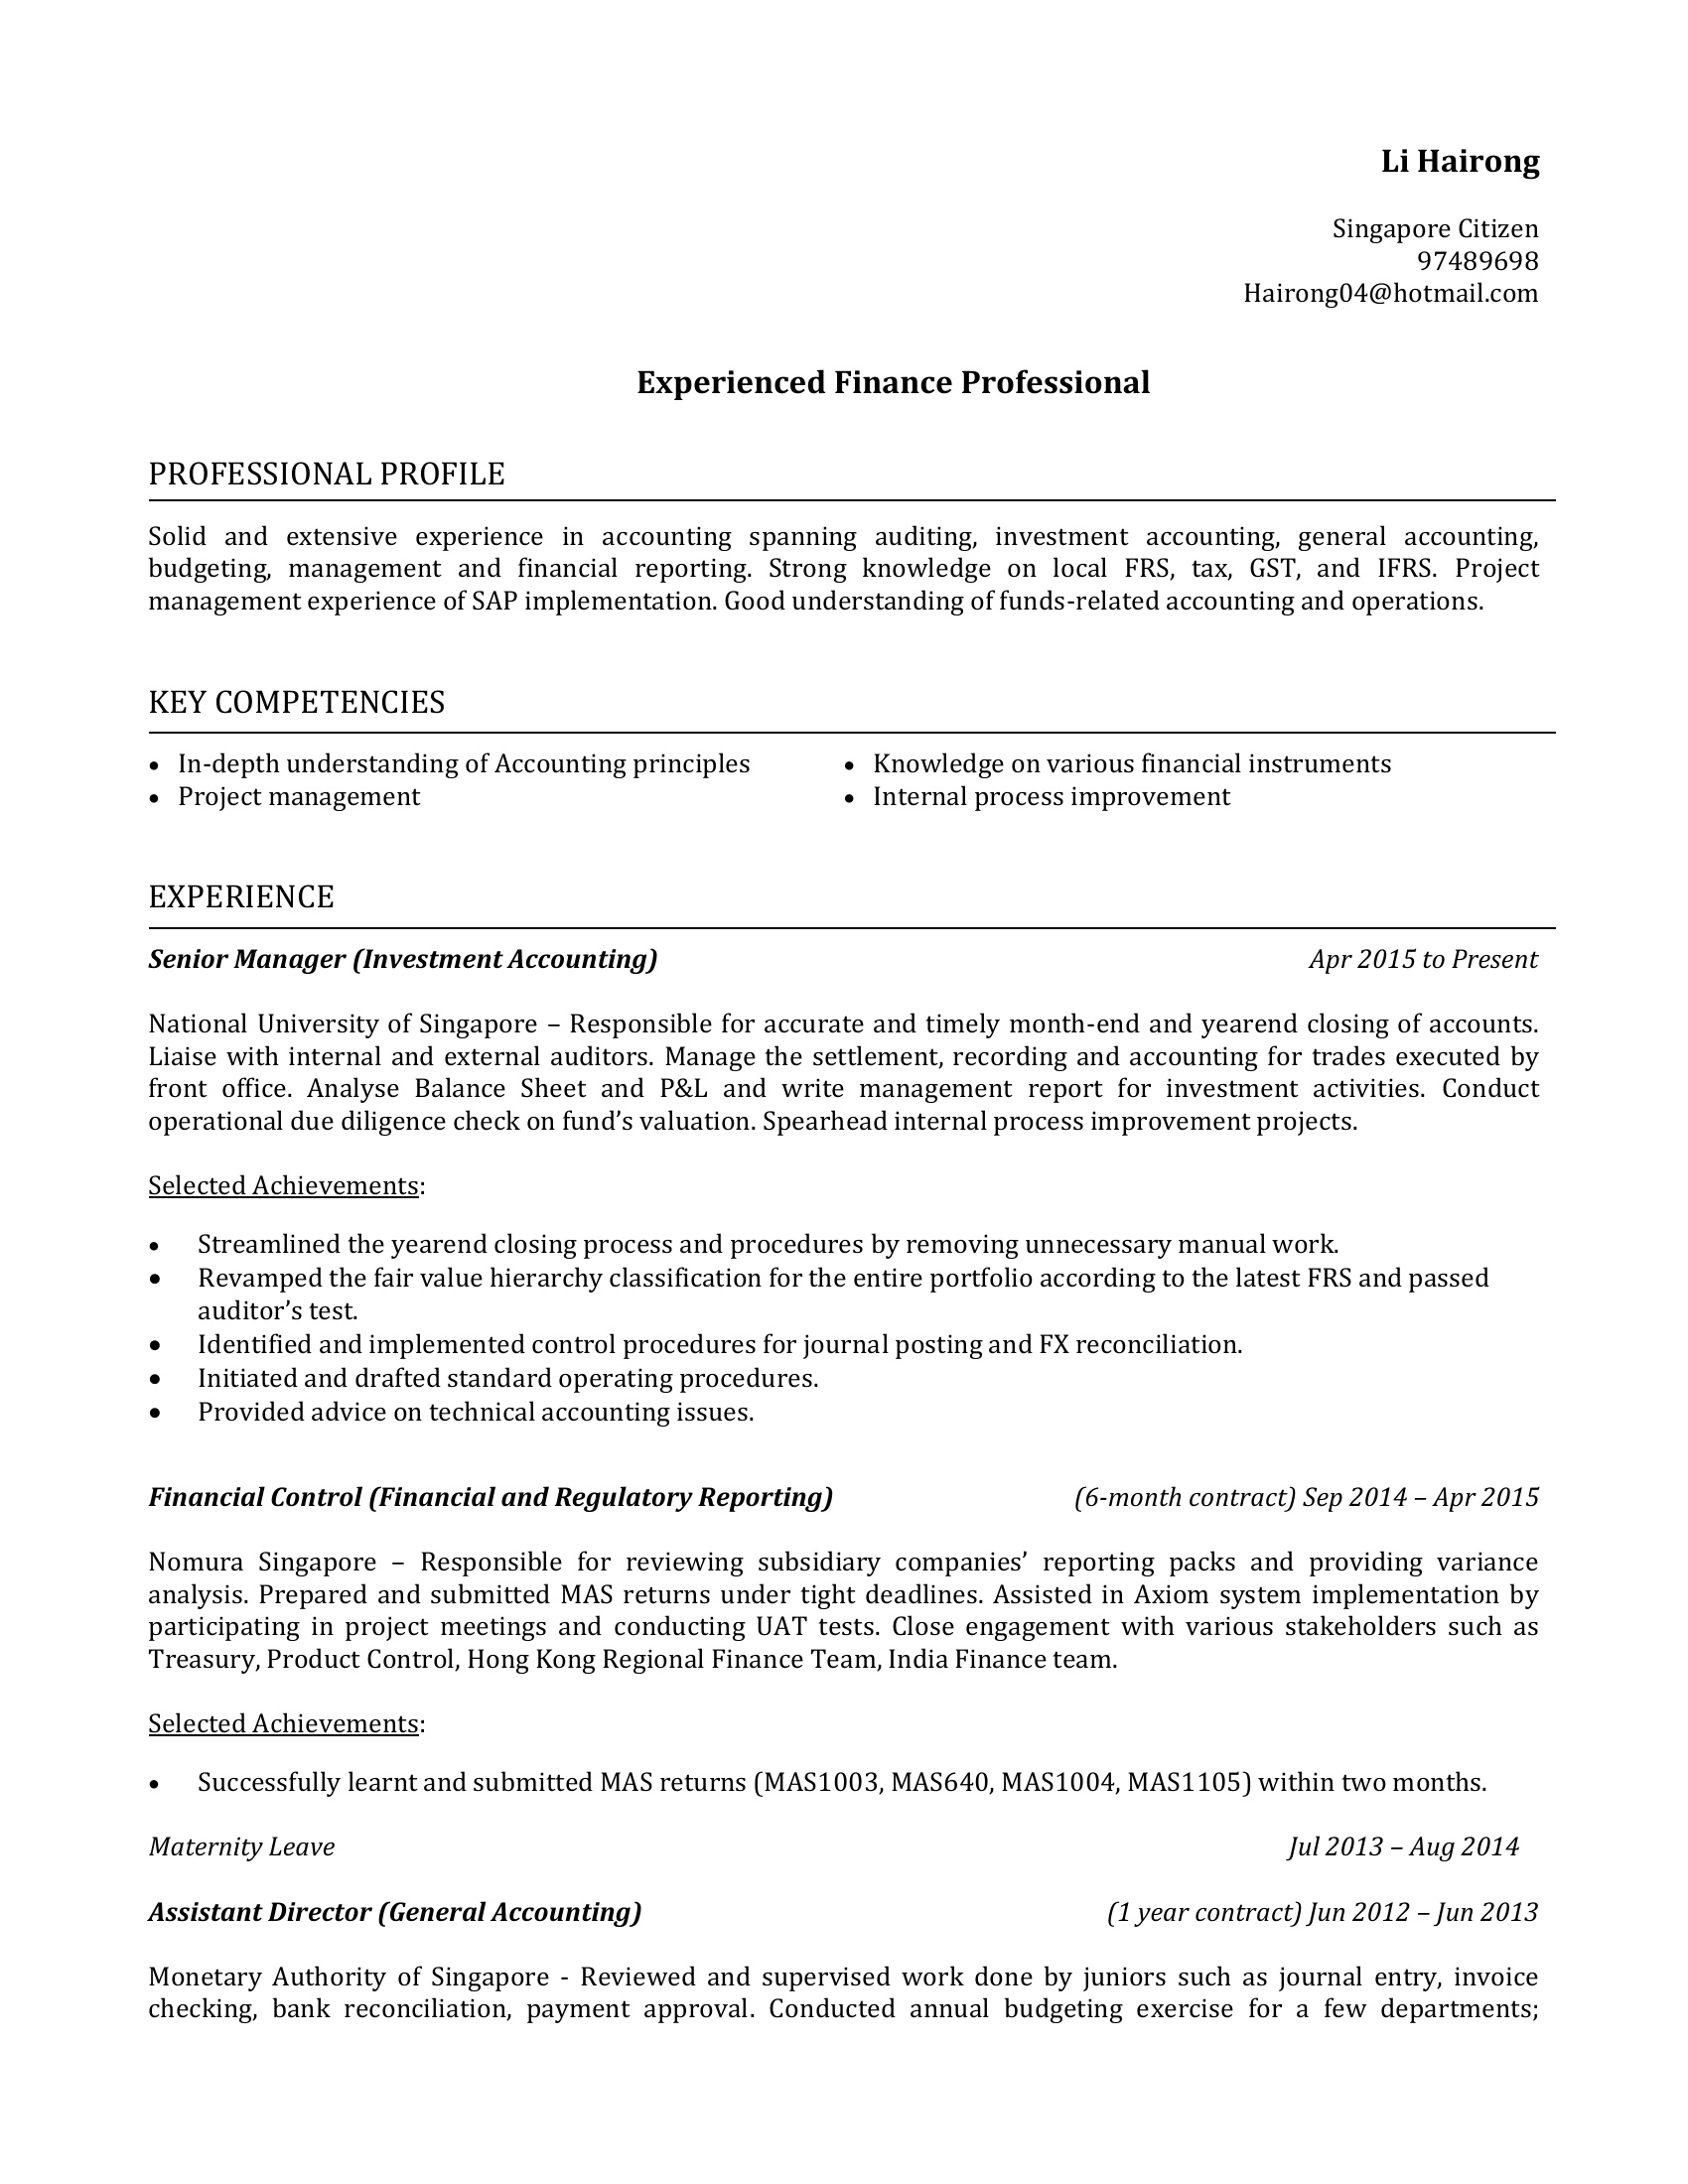 Li Hairong
Singapore Citizen
97489698
Hairong04@hotmail.com
Experienced Finance Professional
PROFESSIONAL PROFILE
Solid and extensive experience in accounting spanning auditing, investment accounting, general accounting,
budgeting, management and financial reporting. Strong knowledge on local FRS, tax, GST, and IFRS. Project
management experience of SAP implementation. Good understanding of funds-related accounting and operations.
KEY COMPETENCIES
• In-depth understanding of Accounting principles
• Project management
• Knowledge on various financial instruments
• Internal process improvement
EXPERIENCE
Senior Manager (Investment Accounting) Apr 2015 to Present
National University of Singapore – Responsible for accurate and timely month-end and yearend closing of accounts.
Liaise with internal and external auditors. Manage the settlement, recording and accounting for trades executed by
front office. Analyse Balance Sheet and P&L and write management report for investment activities. Conduct
operational due diligence check on fund’s valuation. Spearhead internal process improvement projects.
Selected Achievements:
• Streamlined the yearend closing process and procedures by removing unnecessary manual work.
• Revamped the fair value hierarchy classification for the entire portfolio according to the latest FRS and passed
auditor’s test.
• Identified and implemented control procedures for journal posting and FX reconciliation.
• Initiated and drafted standard operating procedures.
• Provided advice on technical accounting issues.
Financial Control (Financial and Regulatory Reporting) (6-month contract) Sep 2014 – Apr 2015
Nomura Singapore – Responsible for reviewing subsidiary companies’ reporting packs and providing variance
analysis. Prepared and submitted MAS returns under tight deadlines. Assisted in Axiom system implementation by
participating in project meetings and conducting UAT tests. Close engagement with various stakeholders such as
Treasury, Product Control, Hong Kong Regional Finance Team, India Finance team.
Selected Achievements:
• Successfully learnt and submitted MAS returns (MAS1003, MAS640, MAS1004, MAS1105) within two months.
Maternity Leave Jul 2013 – Aug 2014
Assistant Director (General Accounting) (1 year contract) Jun 2012 – Jun 2013
Monetary Authority of Singapore - Reviewed and supervised work done by juniors such as journal entry, invoice
checking, bank reconciliation, payment approval. Conducted annual budgeting exercise for a few departments;